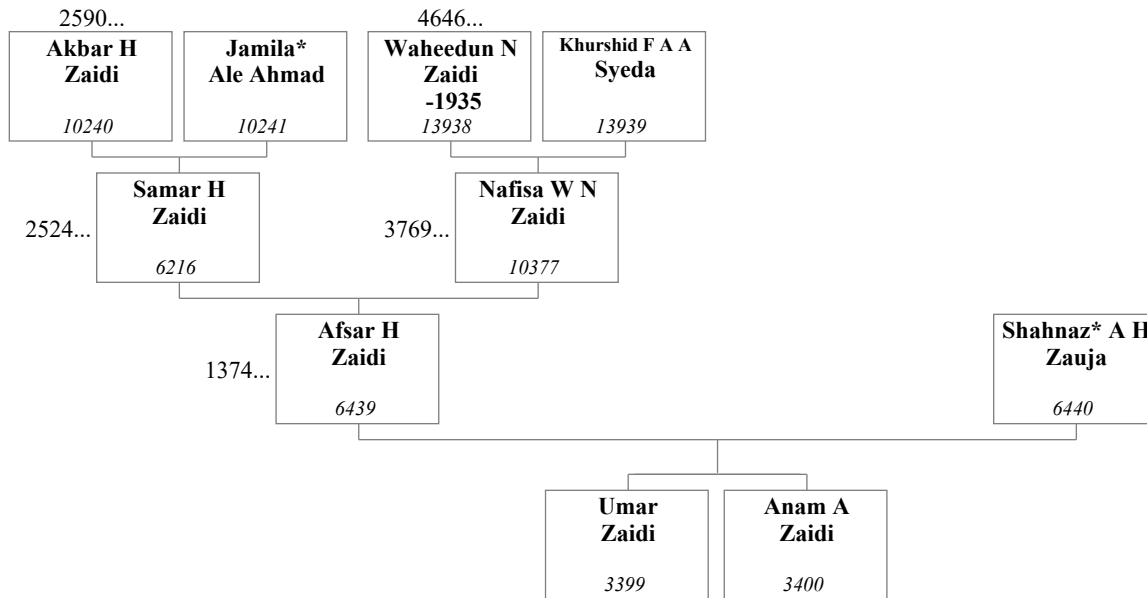 2590...
4646...
Akbar H
Zaidi
10240
Jamila*
Ale Ahmad
10241
Waheedun N
Zaidi
-1935
13938
Khurshid F A A
Syeda
13939
2524...
Samar H
Zaidi
6216
3769...
Nafisa W N
Zaidi
10377
1374...
Afsar H
Zaidi
6439
Shahnaz* A H
Zauja
6440
Umar
Zaidi
3399
Anam A
Zaidi
3400